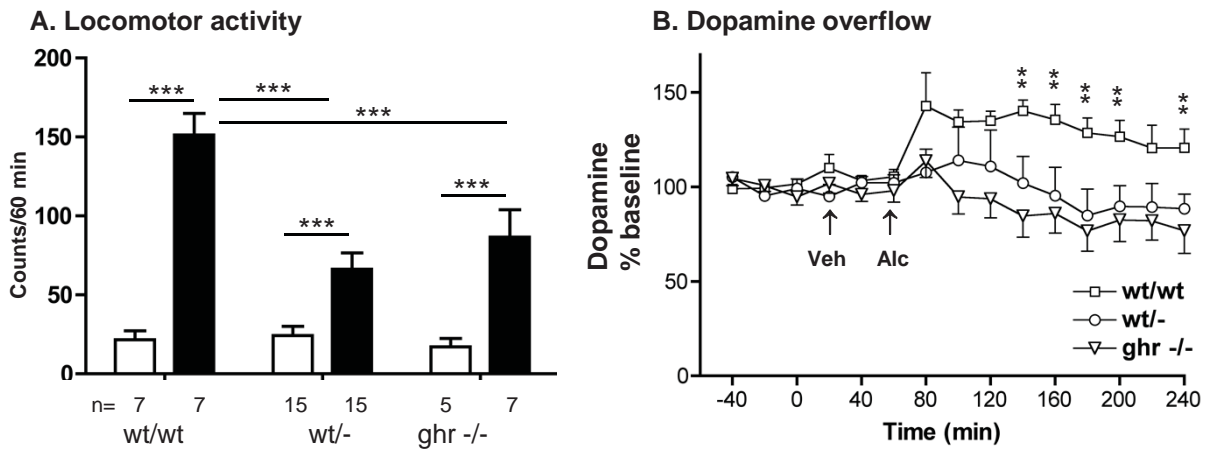 A. Locomotor activity
200
150
100
50
0
Counts/60 min
***
***
***
***
***
n= 7 7 15 15 5 7
wt/wt wt/- ghr -/-
B. Dopamine overflow
150
100
50
0
Dopamine
% baseline
** ** ** ** **
Veh Alc
wt/wt
wt/-
ghr -/-
-40 0 40 80 120 160 200 240
Time (min)